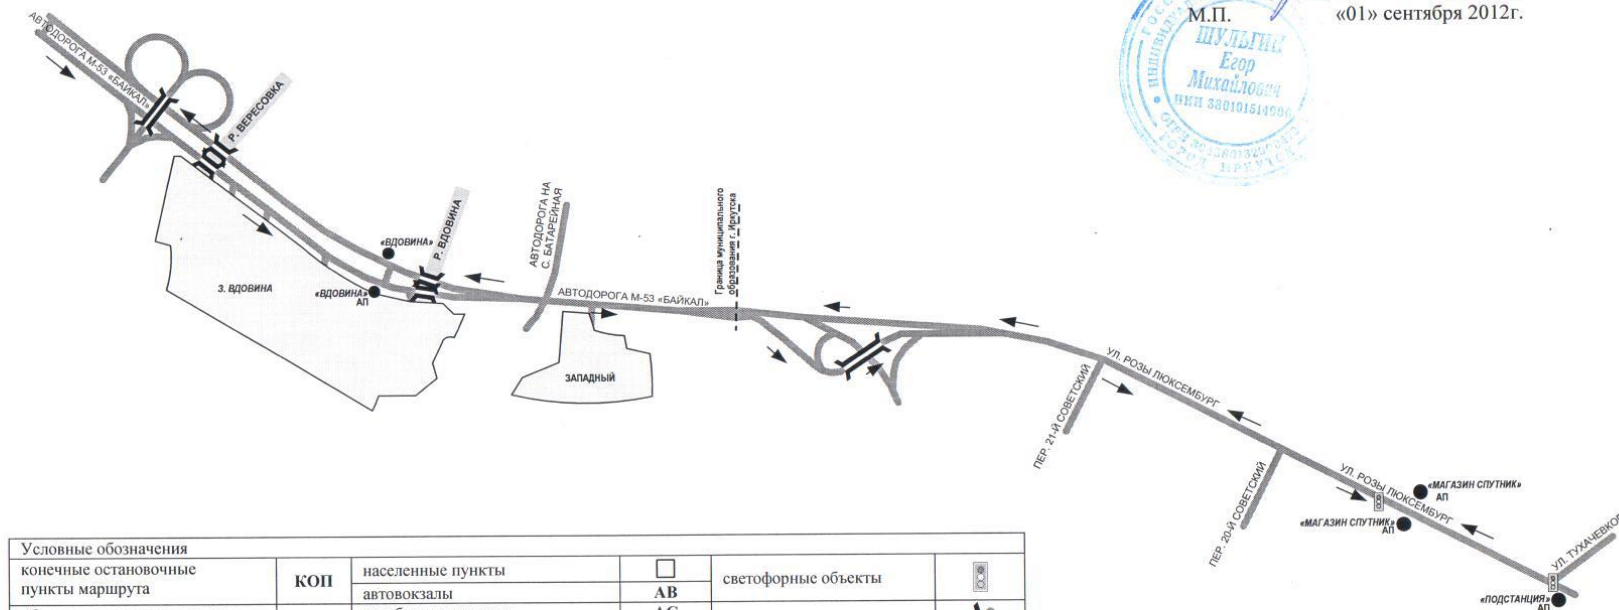 М.П.
«01» сентября 2012г.
ШУЛЬГИН
Егор
Михайлович
АВТОДОРОГА М-53 «БАЙКАЛ»
Р. ВЕРЕСОВКА
Р. ВДОВИНА
АВТОДОРОГА НА
С. БАТАРЕЙНАЯ
Граница муниципального
образования г. Иркутска
«ВДОВИНА»
З. ВДОВИНА
«ВДОВИНА»
АП
АВТОДОРОГА М-53 «БАЙКАЛ»
ЗАПАДНЫЙ
УЛ. РОЗЫ ЛЮКСЕМБУРГ
ПЕР. 21-Й СОВЕТСКИЙ
УЛ. РОЗЫ ЛЮКСЕМБУРГ
ПЕР. 20-Й СОВЕТСКИЙ
«МАГАЗИН СПУТНИК»
АП
«МАГАЗИН СПУТНИК»
АП
УЛ. ТУХАЧЕВСКОГО
«ПОДСТАНЦИЯ»
АП
Условные обозначения
конечные остановочные
пункты маршрута
КОП
населенные пункты
автовокзалы
АВ
светофорные объекты